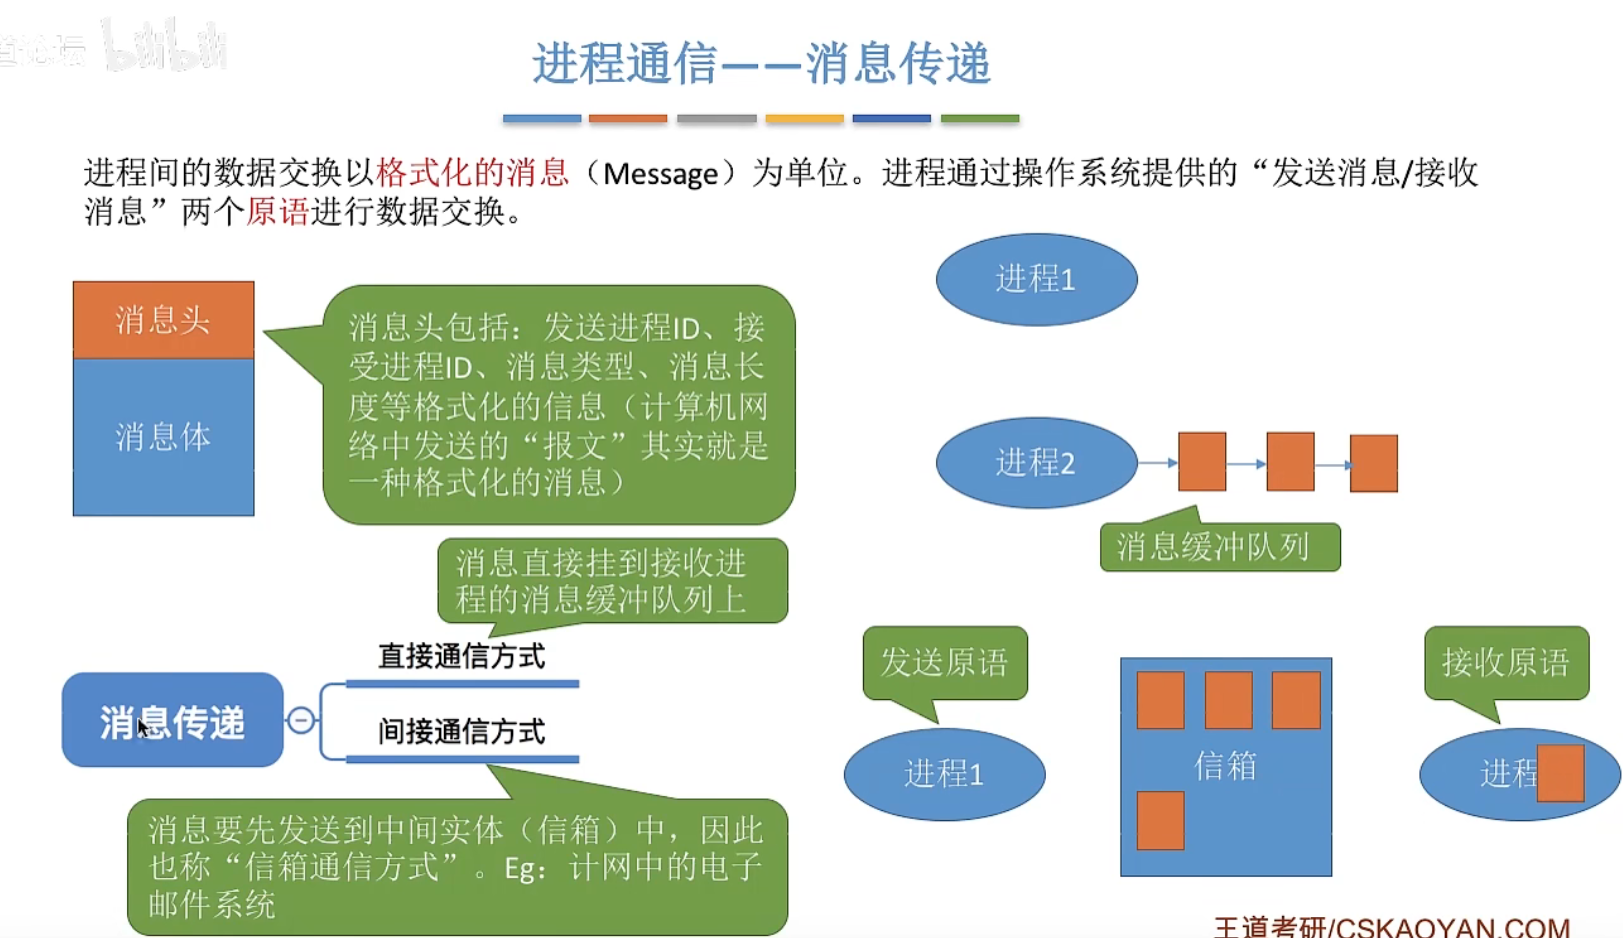 道论坛 bilibili
进程通信——消息传递
进程间的数据交换以格式化的消息（Message）为单位。进程通过操作系统提供的“发送消息/接收
消息”两个原语进行数据交换。
消息头
消息体
消息头包括：发送进程ID、接
受进程ID、消息类型、消息长
度等格式化的信息（计算机网
络中发送的“报文”其实就是
一种格式化的消息）
进程1
进程2
消息缓冲队列
消息直接挂到接收进
程的消息缓冲队列上
直接通信方式
消息传递
间接通信方式
消息要先发送到中间实体（信箱）中，因此
也称“信箱通信方式”。Eg：计网中的电子
邮件系统
发送原语
进程1
信箱
接收原语
进程
王道考研/CSKAOYAN.COM